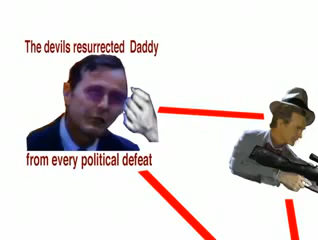 The devils resurrected Daddy
from every political defeat